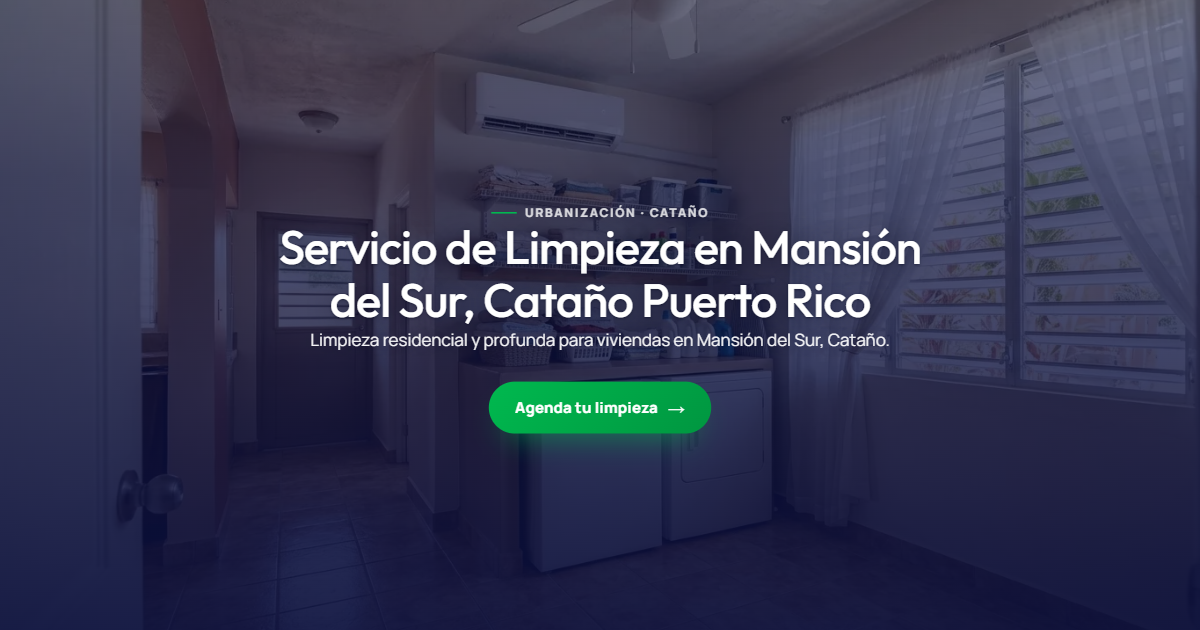 URBANIZACIÓN · CATAÑO
Servicio de Limpieza en Mansión
del Sur, Cataño Puerto Rico
Limpieza residencial y profunda para viviendas en Mansión del Sur, Cataño.
Agenda tu limpieza →